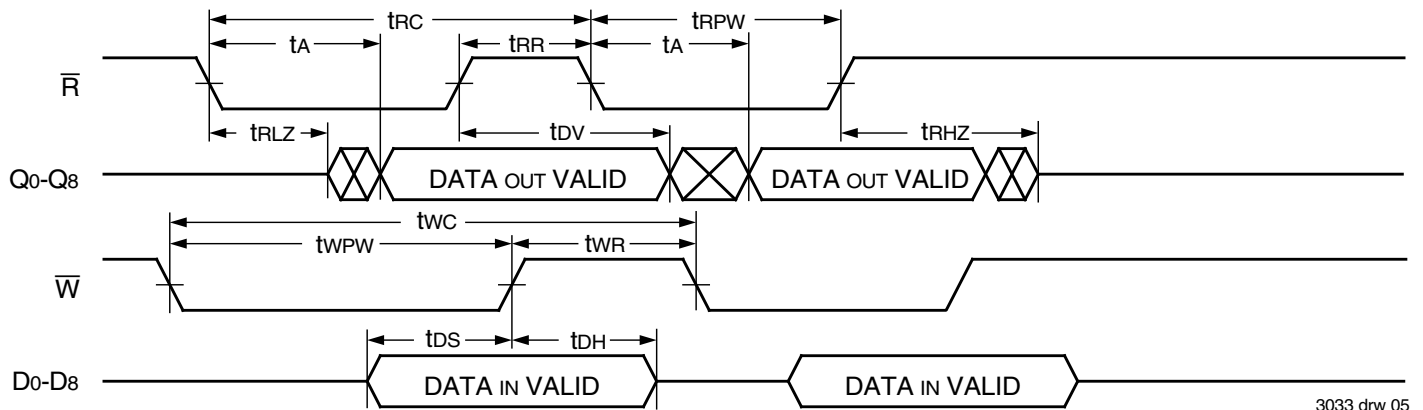 tRC tRPW
tA tRR tA
R̅
tRLZ tDV tRHZ
Q0-Q8 DATA OUT VALID DATA OUT VALID
tWC
tWPW tWR
W̅
tDS tDH
D0-D8 DATA IN VALID DATA IN VALID
3033 drw 05